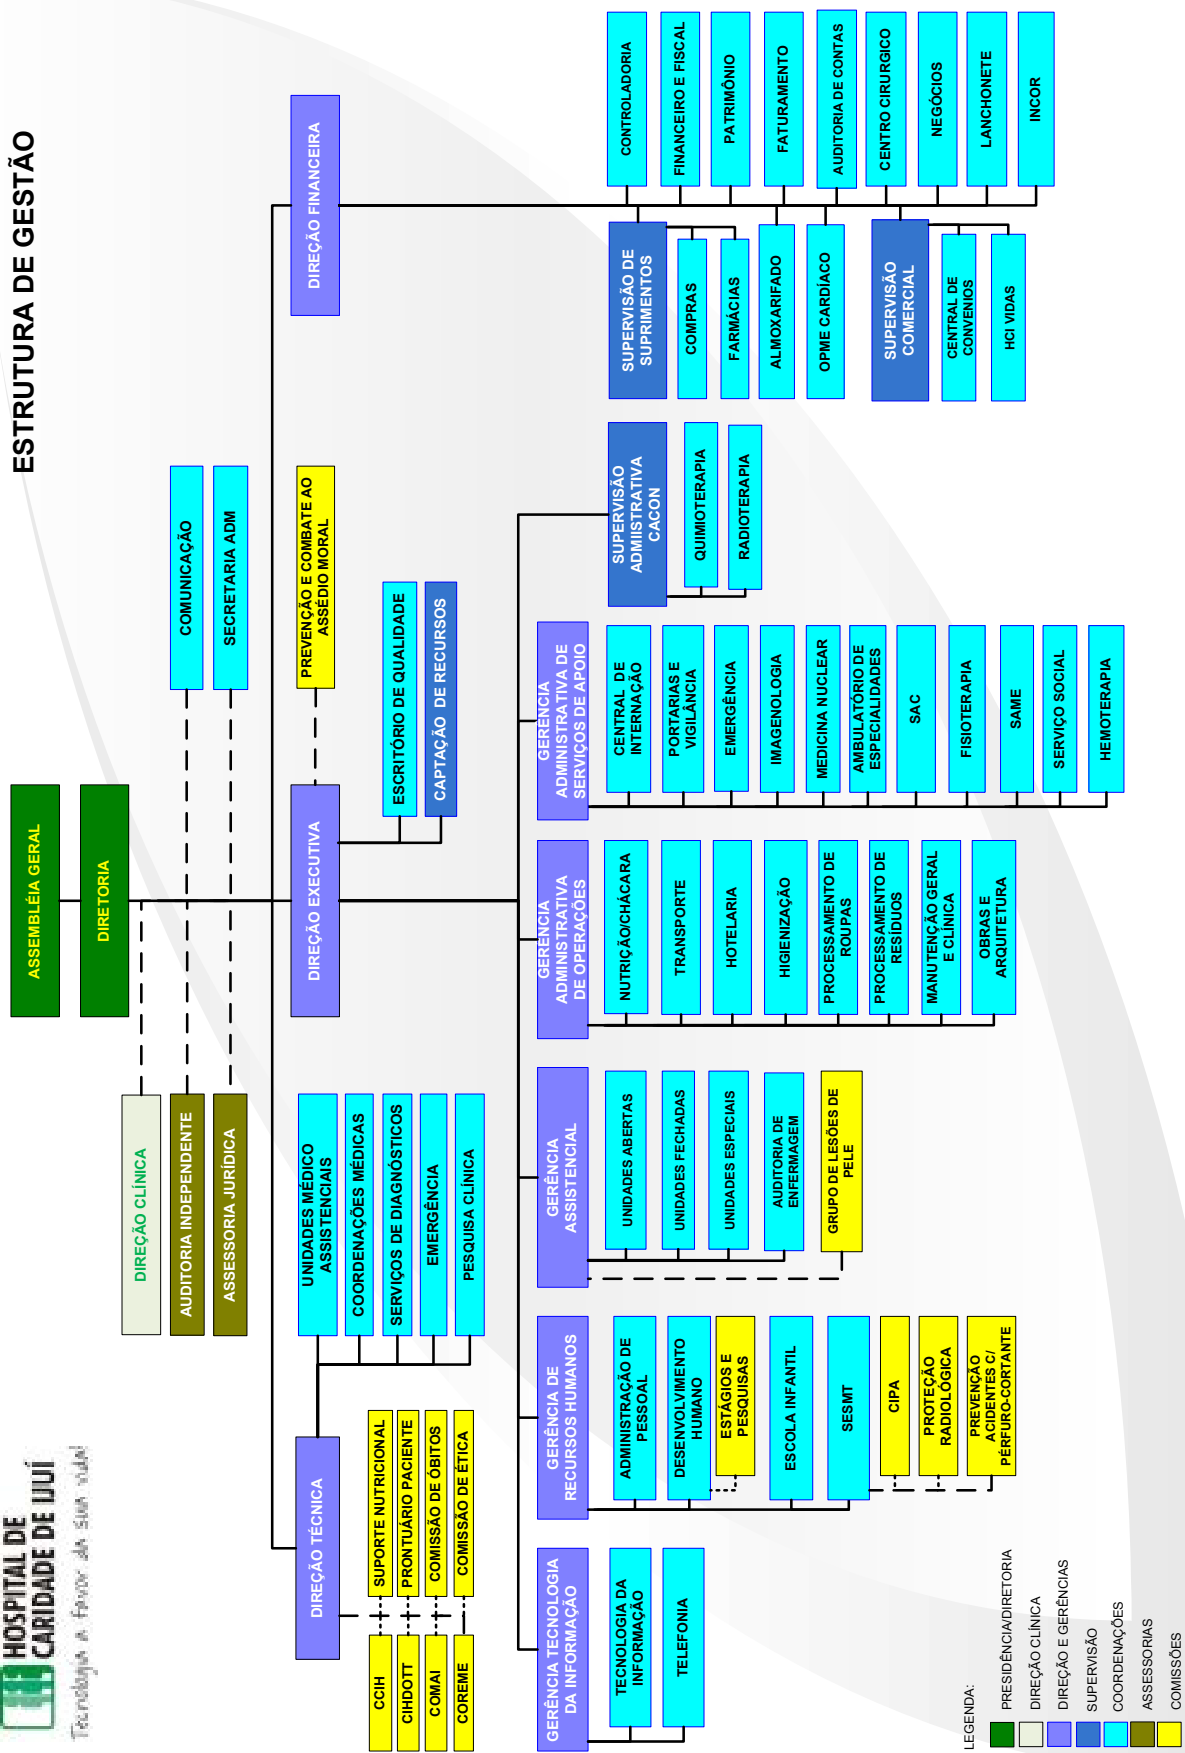 HOSPITAL DE
CARIDADE DE IJUÍ
Tecnologia a favor da sua vida!
ESTRUTURA DE GESTÃO
ASSEMBLÉIA GERAL
DIRETORIA
DIREÇÃO CLÍNICA
AUDITORIA INDEPENDENTE
COMUNICAÇÃO
ASSESSORIA JURÍDICA
SECRETARIA ADM
DIREÇÃO TÉCNICA
DIREÇÃO EXECUTIVA
DIREÇÃO FINANCEIRA
PREVENÇÃO E COMBATE AO
ASSÉDIO MORAL
UNIDADES MÉDICO
ASSISTENCIAIS
COORDENAÇÕES MÉDICAS
SERVIÇOS DE DIAGNÓSTICOS
EMERGÊNCIA
PESQUISA CLÍNICA
ESCRITÓRIO DE QUALIDADE
CAPTAÇÃO DE RECURSOS
CCIH
SUPORTE NUTRICIONAL
CIHDOTT
PRONTUÁRIO PACIENTE
COMAI
COMISSÃO DE ÓBITOS
COREME
COMISSÃO DE ÉTICA
GERÊNCIA TECNOLOGIA
DA INFORMAÇÃO
TECNOLOGIA DA
INFORMAÇÃO
TELEFONIA
GERÊNCIA DE
RECURSOS HUMANOS
ADMINISTRAÇÃO DE
PESSOAL
DESENVOLVIMENTO
HUMANO
ESTÁGIOS E
PESQUISAS
ESCOLA INFANTIL
SESMT
CIPA
PROTEÇÃO
RADIOLÓGICA
PREVENÇÃO
ACIDENTES C/
PÉRFURO-CORTANTE
GERÊNCIA
ASSISTENCIAL
UNIDADES ABERTAS
UNIDADES FECHADAS
UNIDADES ESPECIAIS
AUDITORIA DE
ENFERMAGEM
GRUPO DE LESÕES DE
PELE
GERÊNCIA
ADMINISTRATIVA
DE OPERAÇÕES
NUTRIÇÃO/CHÁCARA
TRANSPORTE
HOTELARIA
HIGIENIZAÇÃO
PROCESSAMENTO DE
ROUPAS
PROCESSAMENTO DE
RESÍDUOS
MANUTENÇÃO GERAL
E CLÍNICA
OBRAS E
ARQUITETURA
GERÊNCIA
ADMINISTRATIVA DE
SERVIÇOS DE APOIO
CENTRAL DE
INTERNAÇÃO
PORTARIAS E
VIGILÂNCIA
EMERGÊNCIA
IMAGENOLOGIA
MEDICINA NUCLEAR
AMBULATÓRIO DE
ESPECIALIDADES
SAC
FISIOTERAPIA
SAME
SERVIÇO SOCIAL
HEMOTERAPIA
SUPERVISÃO
ADMIISTRATIVA
CACON
QUIMIOTERAPIA
RADIOTERAPIA
SUPERVISÃO DE
SUPRIMENTOS
COMPRAS
FARMÁCIAS
ALMOXARIFADO
OPME CARDÍACO
SUPERVISÃO
COMERCIAL
CENTRAL DE
CONVENIOS
HCI VIDAS
CONTROLADORIA
FINANCEIRO E FISCAL
PATRIMÔNIO
FATURAMENTO
AUDITORIA DE CONTAS
CENTRO CIRURGICO
NEGÓCIOS
LANCHONETE
INCOR
LEGENDA:
PRESIDÊNCIA/DIRETORIA
DIREÇÃO CLÍNICA
DIREÇÃO E GERÊNCIAS
SUPERVISÃO
COORDENAÇÕES
ASSESSORIAS
COMISSÕES